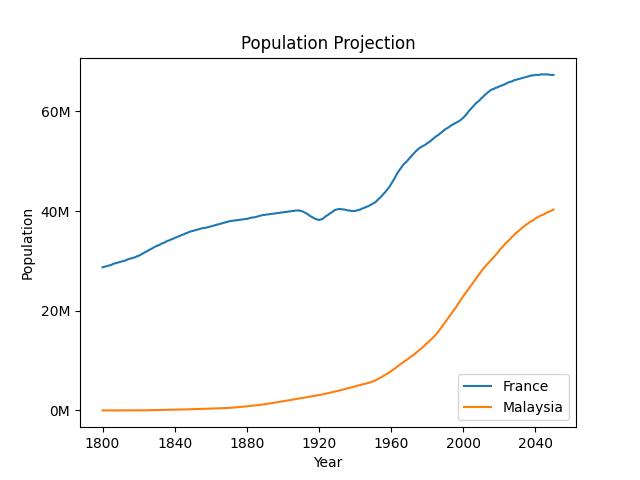 Population Projection
Population
60M
40M
20M
0M
1800 1840 1880 1920 1960 2000 2040
Year
France
Malaysia